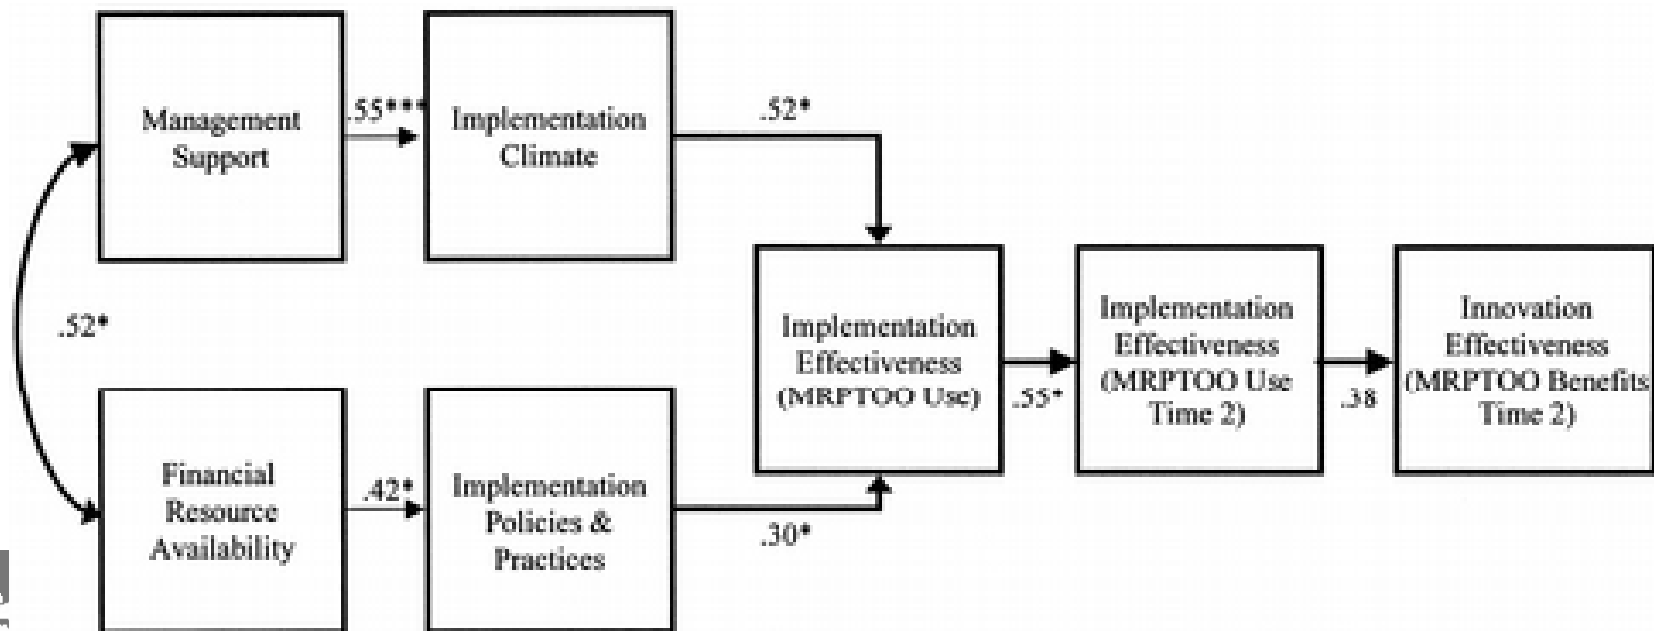 Management
Support
.55***
Implementation
Climate
.52*
.52*
Financial
Resource
Availability
.42*
Implementation
Policies &
Practices
.30*
Implementation
Effectiveness
(MRPTOO Use)
.55*
Implementation
Effectiveness
(MRPTOO Use
Time 2)
.38
Innovation
Effectiveness
(MRPTOO Benefits
Time 2)